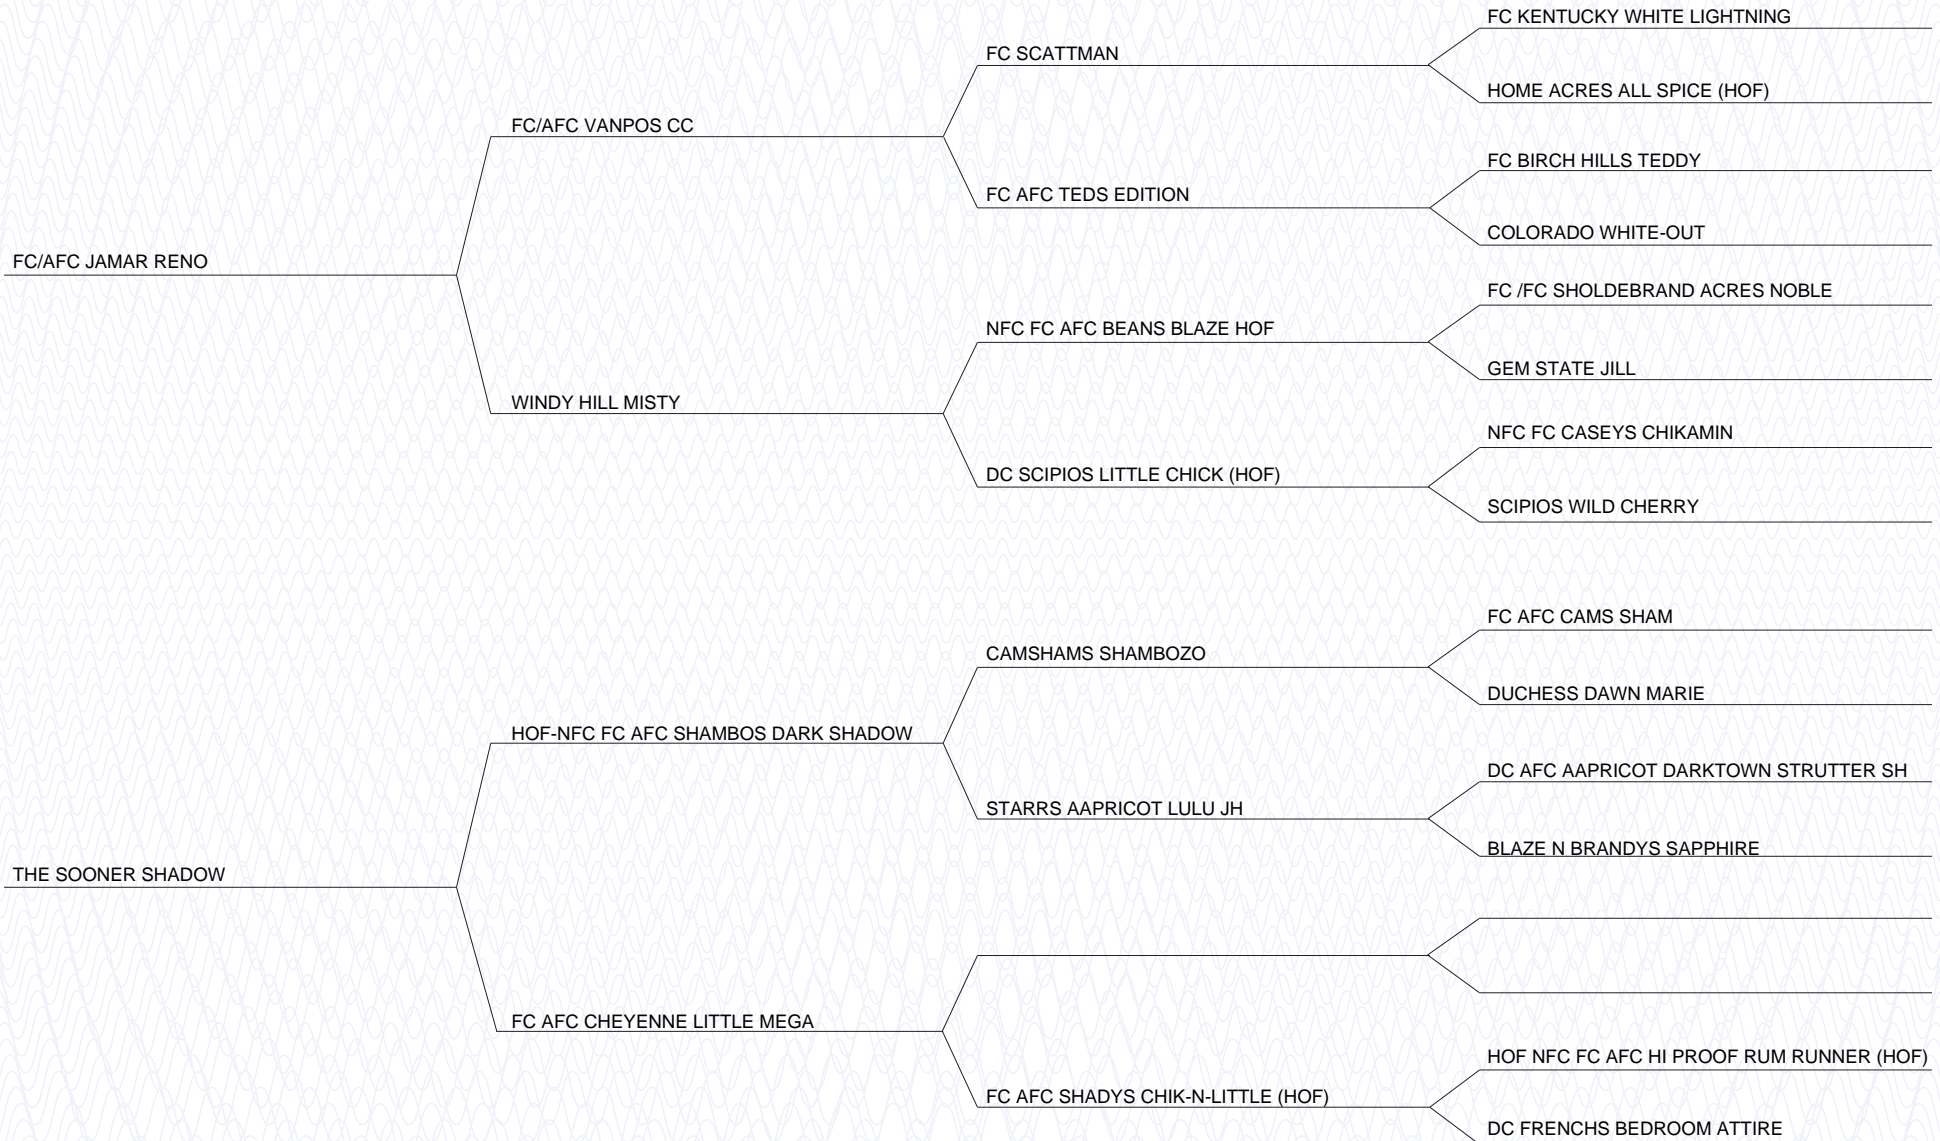 FC KENTUCKY WHITE LIGHTNING
FC SCATTMAN
HOME ACRES ALL SPICE (HOF)
FC/AFC VANPOS CC
FC BIRCH HILLS TEDDY
FC AFC TEDS EDITION
COLORADO WHITE-OUT
FC/AFC JAMAR RENO
FC /FC SHOLDEBRAND ACRES NOBLE
NFC FC AFC BEANS BLAZE HOF
GEM STATE JILL
WINDY HILL MISTY
NFC FC CASEYS CHIKAMIN
DC SCIPIOS LITTLE CHICK (HOF)
SCIPIOS WILD CHERRY
FC AFC CAMS SHAM
CAMSHAMS SHAMBOZO
DUCHESS DAWN MARIE
HOF-NFC FC AFC SHAMBOS DARK SHADOW
DC AFC AAPRICOT DARKTOWN STRUTTER SH
STARRS AAPRICOT LULU JH
BLAZE N BRANDYS SAPPHIRE
THE SOONER SHADOW
FC AFC CHEYENNE LITTLE MEGA
HOF NFC FC AFC HI PROOF RUM RUNNER (HOF)
FC AFC SHADYS CHIK-N-LITTLE (HOF)
DC FRENCHS BEDROOM ATTIRE